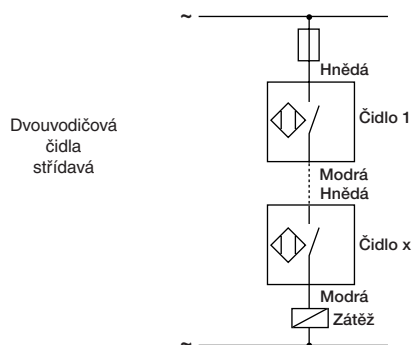 ~
Hnědá
Čidlo 1
Dvouvodičová
čidla
střídavá
Modrá
Hnědá
Čidlo x
Modrá
Zátěž
~